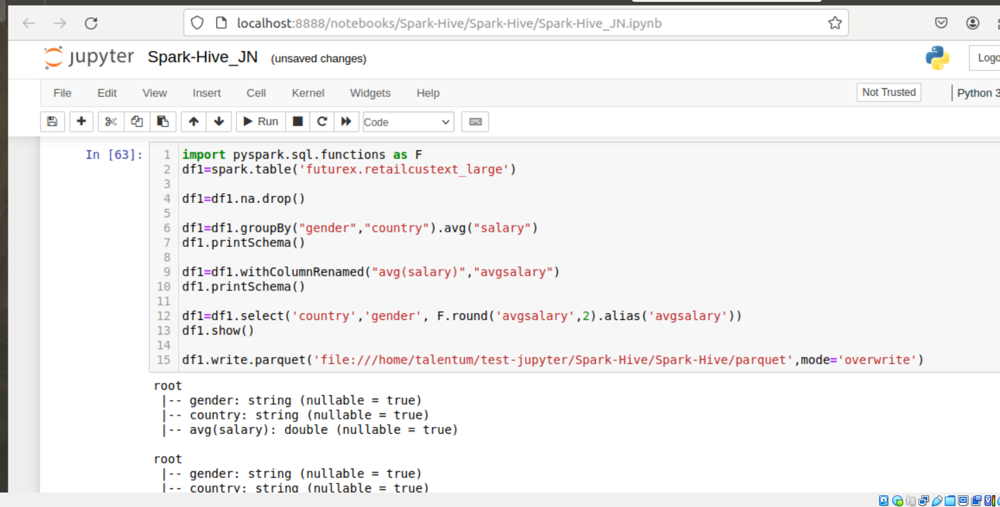 localhost:8888/notebooks/Spark-Hive/Spark-Hive/Spark-Hive_JN.ipynb
jupyter Spark-Hive_JN (unsaved changes)
File Edit View Insert Cell Kernel Widgets Help Not Trusted Python 3
Run Code
In [63]:
1 import pyspark.sql.functions as F
2 df1=spark.table('futurex.retailcustext_large')
3
4 df1=df1.na.drop()
5
6 df1=df1.groupBy("gender","country").avg("salary")
7 df1.printSchema()
8
9 df1=df1.withColumnRenamed("avg(salary)","avgsalary")
10 df1.printSchema()
11
12 df1=df1.select('country','gender', F.round('avgsalary',2).alias('avgsalary'))
13 df1.show()
14
15 df1.write.parquet('file:///home/talentum/test-jupyter/Spark-Hive/Spark-Hive/parquet',mode='overwrite')
root
|-- gender: string (nullable = true)
|-- country: string (nullable = true)
|-- avg(salary): double (nullable = true)
root
|-- gender: string (nullable = true)
|-- country: string (nullable = true)